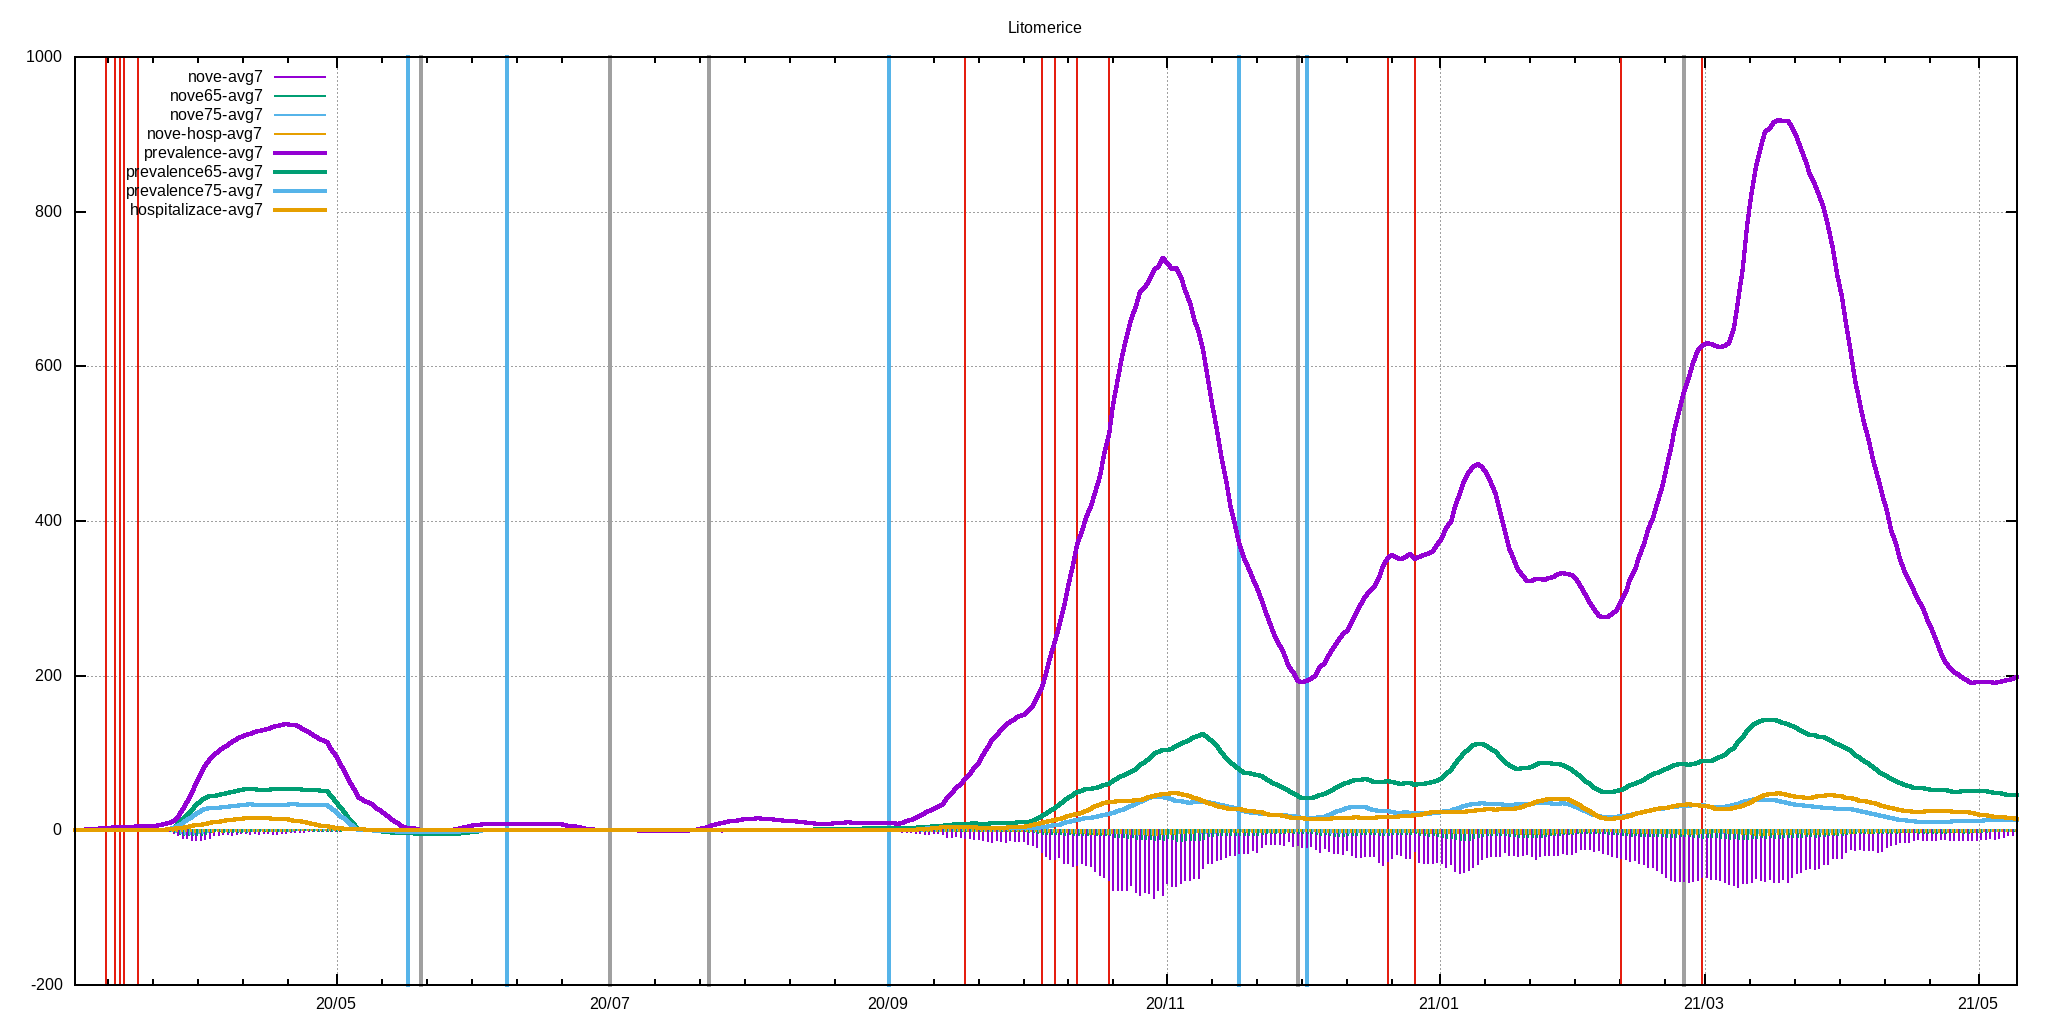 Litomerice
1000
800
600
400
200
0
-200
nove-avg7
nove65-avg7
nove75-avg7
nove-hosp-avg7
prevalence-avg7
prevalence65-avg7
prevalence75-avg7
hospitalizace-avg7
20/05 20/07 20/09 20/11 21/01 21/03 21/05